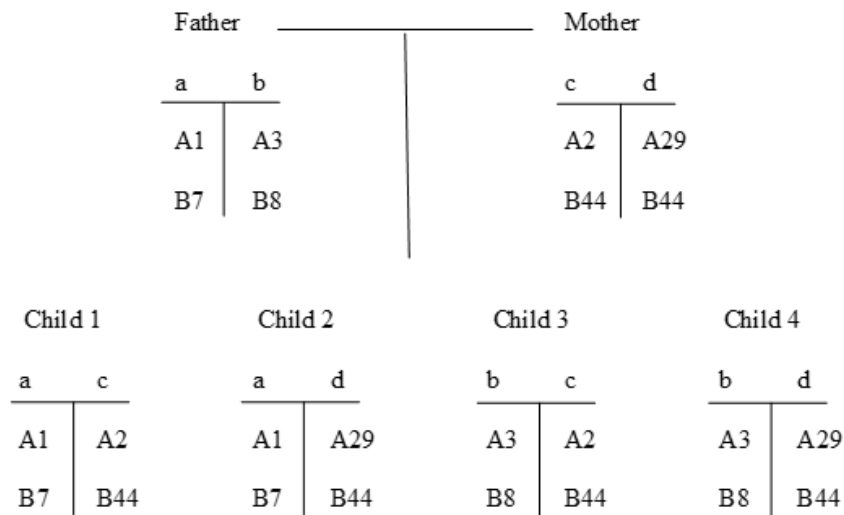 Father Mother
a b c d
A1 A3 A2 A29
B7 B8 B44 B44
Child 1 Child 2 Child 3 Child 4
a c a d b c b d
A1 A2 A1 A29 A3 A2 A3 A29
B7 B44 B7 B44 B8 B44 B8 B44